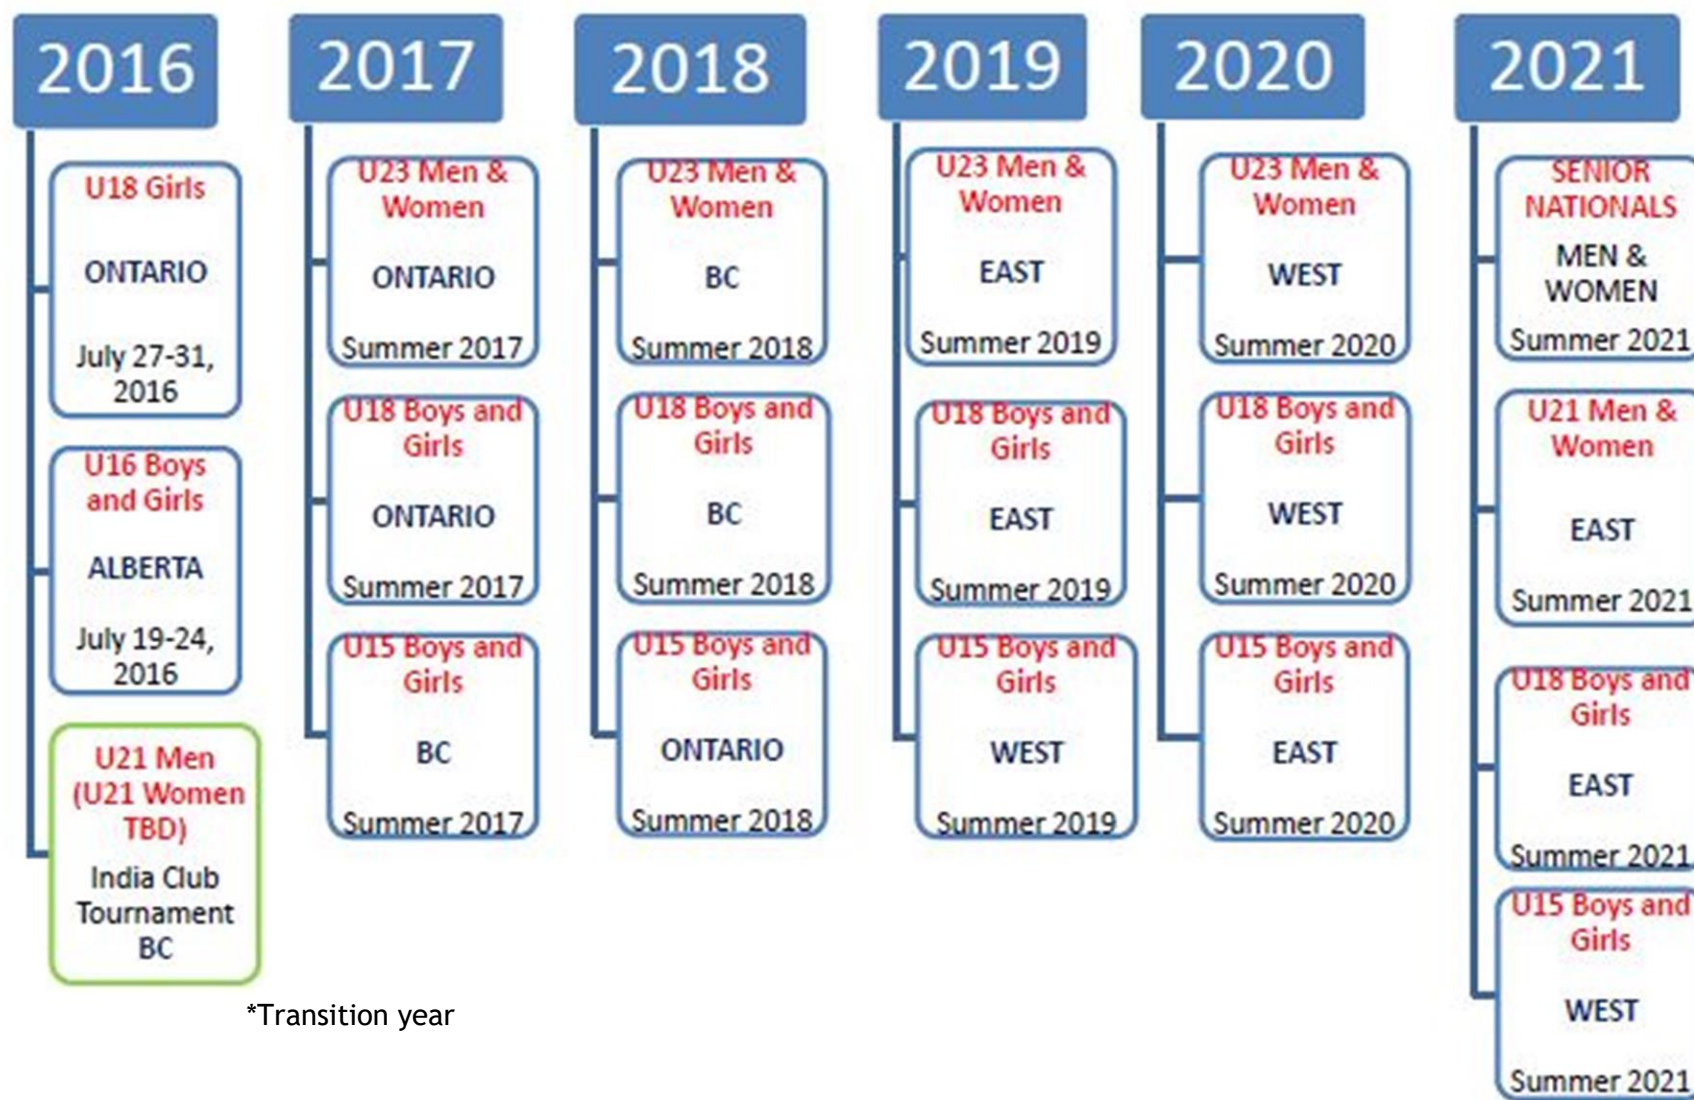 2016
U18 Girls
ONTARIO
July 27-31,
2016
U16 Boys
and Girls
ALBERTA
July 19-24,
2016
U21 Men
(U21 Women
TBD)
India Club
Tournament
BC
*Transition year
2017
U23 Men &
Women
ONTARIO
Summer 2017
U18 Boys and
Girls
ONTARIO
Summer 2017
U15 Boys and
Girls
BC
Summer 2017
2018
U23 Men &
Women
BC
Summer 2018
U18 Boys and
Girls
BC
Summer 2018
U15 Boys and
Girls
ONTARIO
Summer 2018
2019
U23 Men &
Women
EAST
Summer 2019
U18 Boys and
Girls
EAST
Summer 2019
U15 Boys and
Girls
WEST
Summer 2019
2020
U23 Men &
Women
WEST
Summer 2020
U18 Boys and
Girls
WEST
Summer 2020
U15 Boys and
Girls
EAST
Summer 2020
2021
SENIOR
NATIONALS
MEN &
WOMEN
Summer 2021
U21 Men &
Women
EAST
Summer 2021
U18 Boys and
Girls
EAST
Summer 2021
U15 Boys and
Girls
WEST
Summer 2021